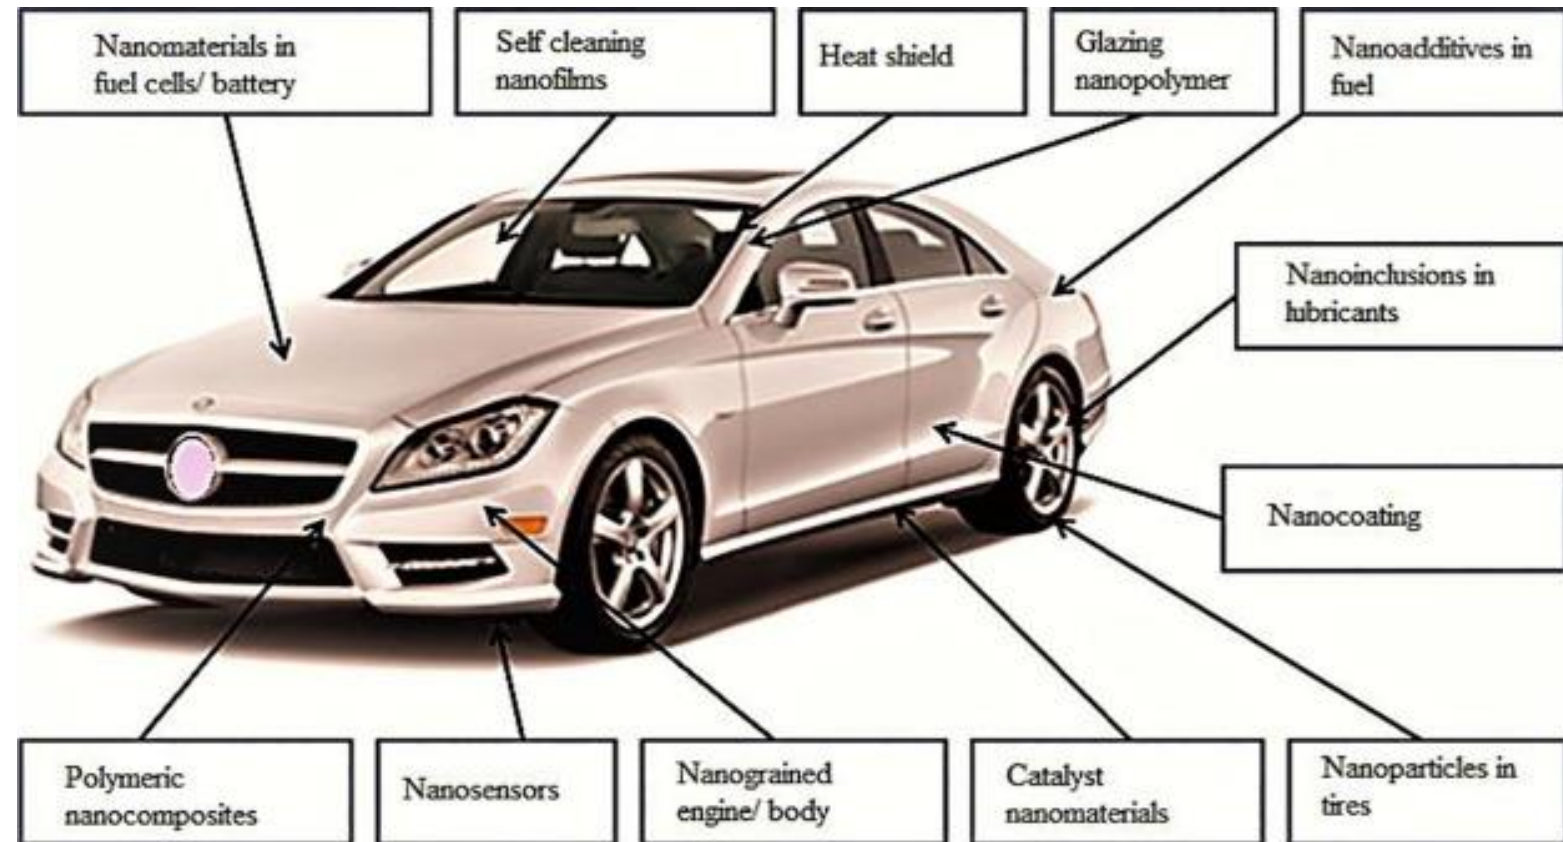 Nanomaterials in
fuel cells/ battery
Self cleaning
nanofilms
Heat shield
Glazing
nanopolymer
Nanoadditives in
fuel
Nanoinclusions in
lubricants
Nanocoating
Polymeric
nanocomposites
Nanosensors
Nanograined
engine/ body
Catalyst
nanomaterials
Nanoparticles in
tires